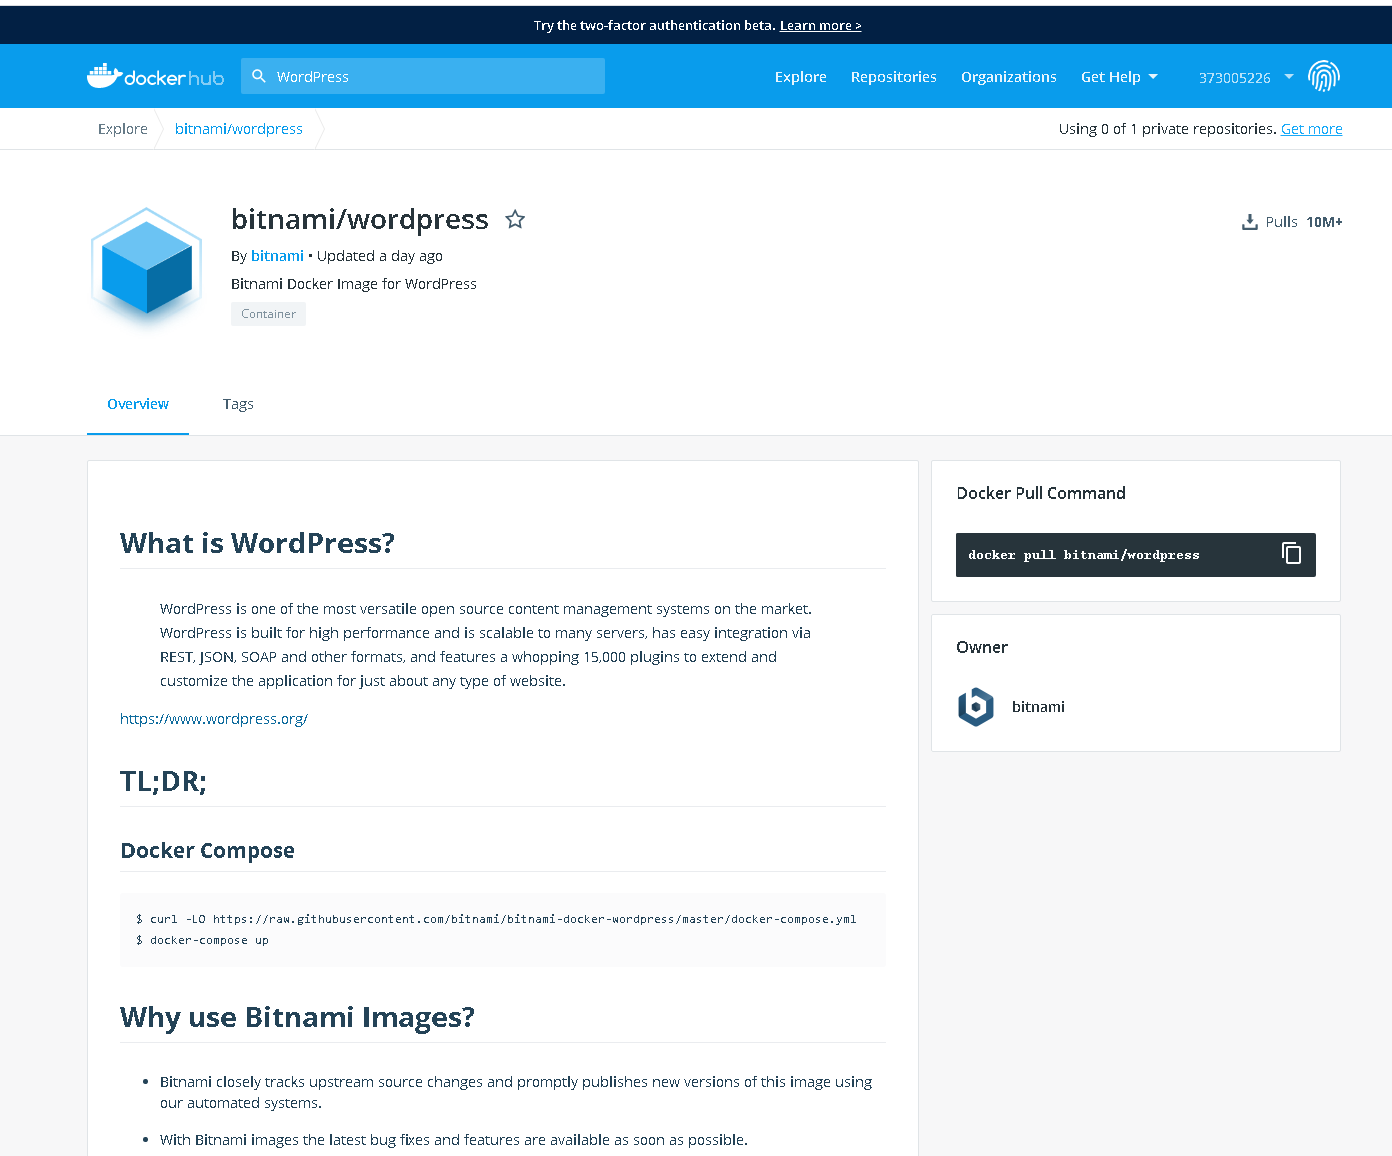 Try the two-factor authentication beta. Learn more >
dockerhub
WordPress
Explore
Repositories
Organizations
Get Help
373005226
Explore
bitnami/wordpress
Using 0 of 1 private repositories. Get more
bitnami/wordpress
Pulls 10M+
By bitnami • Updated a day ago
Bitnami Docker Image for WordPress
Container
Overview
Tags
What is WordPress?
WordPress is one of the most versatile open source content management systems on the market.
WordPress is built for high performance and is scalable to many servers, has easy integration via
REST, JSON, SOAP and other formats, and features a whopping 15,000 plugins to extend and
customize the application for just about any type of website.
https://www.wordpress.org/
TL;DR;
Docker Compose
$ curl -LO https://raw.githubusercontent.com/bitnami/bitnami-docker-wordpress/master/docker-compose.yml
$ docker-compose up
Why use Bitnami Images?
• Bitnami closely tracks upstream source changes and promptly publishes new versions of this image using
our automated systems.
• With Bitnami images the latest bug fixes and features are available as soon as possible.
Docker Pull Command
docker pull bitnami/wordpress
Owner
bitnami